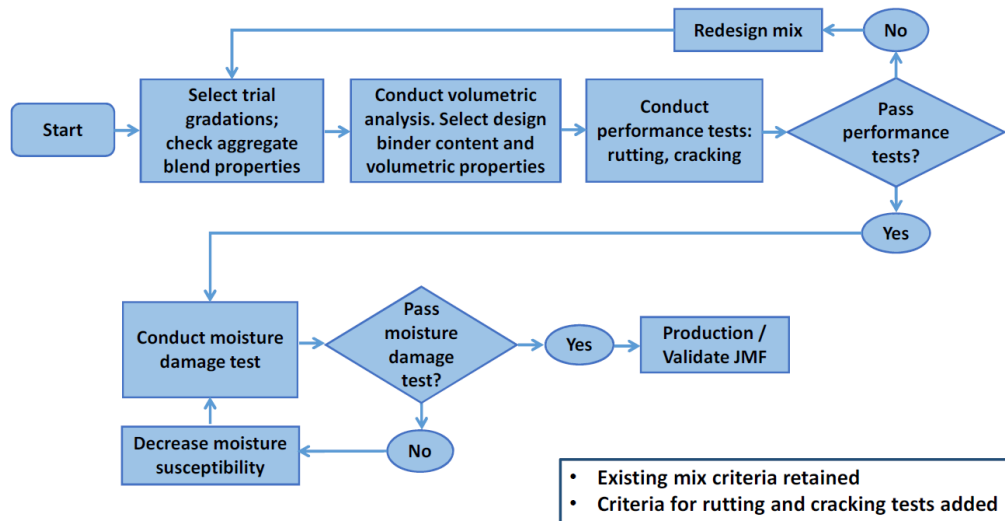 Redesign mix
No
Start
Select trial
gradations;
check aggregate
blend properties
Conduct volumetric
analysis. Select design
binder content and
volumetric properties
Conduct
performance tests:
rutting, cracking
Pass
performance
tests?
Yes
Conduct moisture
damage test
Pass
moisture
damage
test?
Yes
Production /
Validate JMF
Decrease moisture
susceptibility
No
• Existing mix criteria retained
• Criteria for rutting and cracking tests added